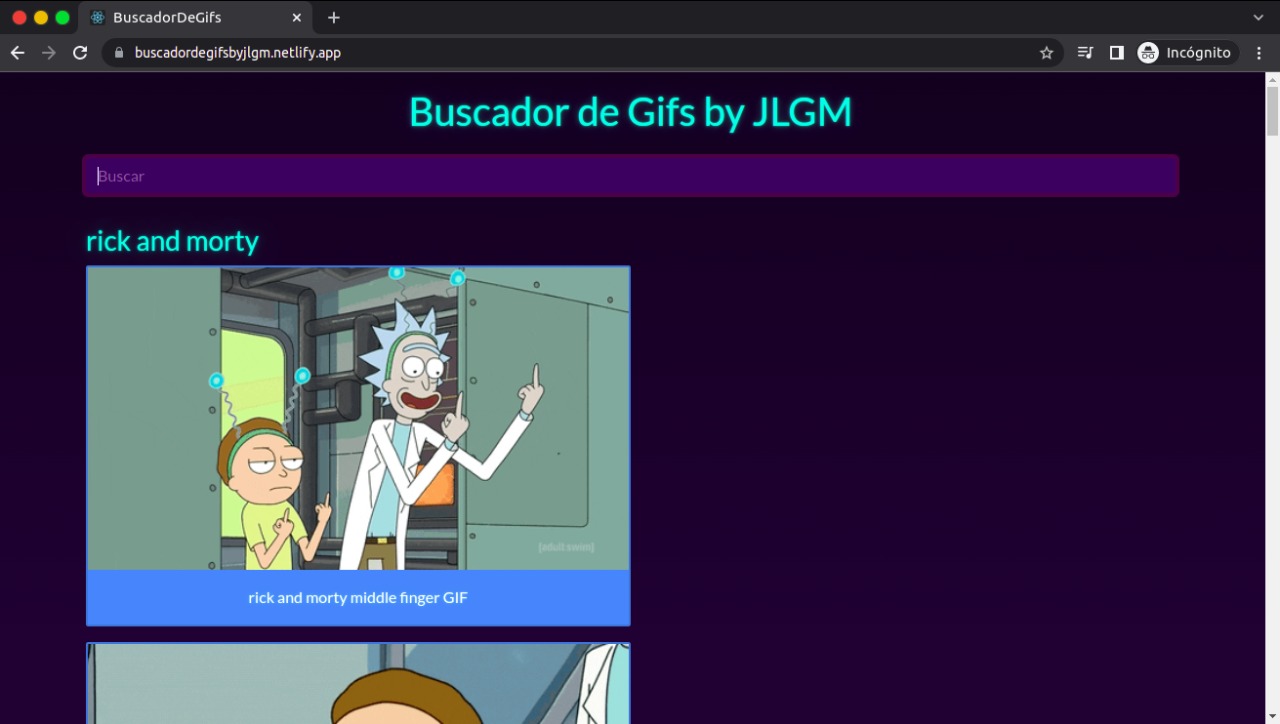 BuscadorDeGifs
buscadordegifsbyjlgm.netlify.app
Incógnito
Buscador de Gifs by JLGM
Buscar
rick and morty
[adult swim]
rick and morty middle finger GIF